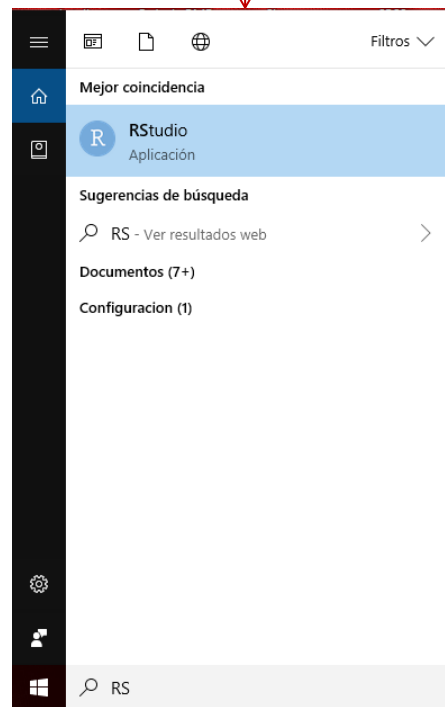 Filtros
Mejor coincidencia
R
RStudio
Aplicación
Sugerencias de búsqueda
RS - Ver resultados web
Documentos (7+)
Configuracion (1)
RS